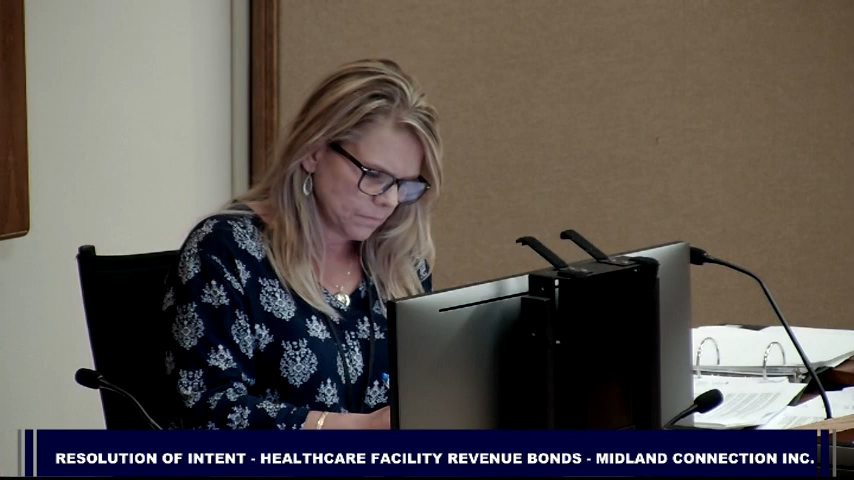 RESOLUTION OF INTENT - HEALTHCARE FACILITY REVENUE BONDS - MIDLAND CONNECTION INC.